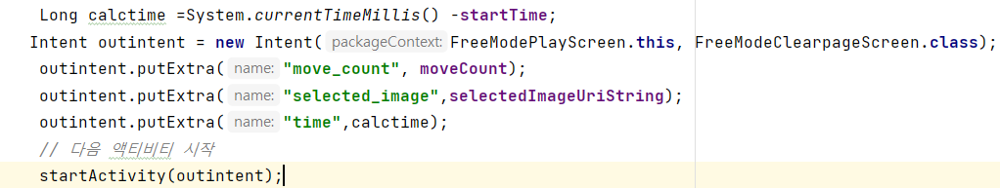 Long calctime =System.currentTimeMillis() -startTime;
Intent outintent = new Intent( packageContext: FreeModePlayScreen.this, FreeModeClearpageScreen.class);
outintent.putExtra( name: "move_count", moveCount);
outintent.putExtra( name: "selected_image",selectedImageUriString);
outintent.putExtra( name: "time",calctime);
// 다음 액티비티 시작
startActivity(outintent);